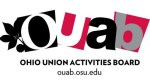 OUab
OHIO UNION ACTIVITIES BOARD
ouab.osu.edu